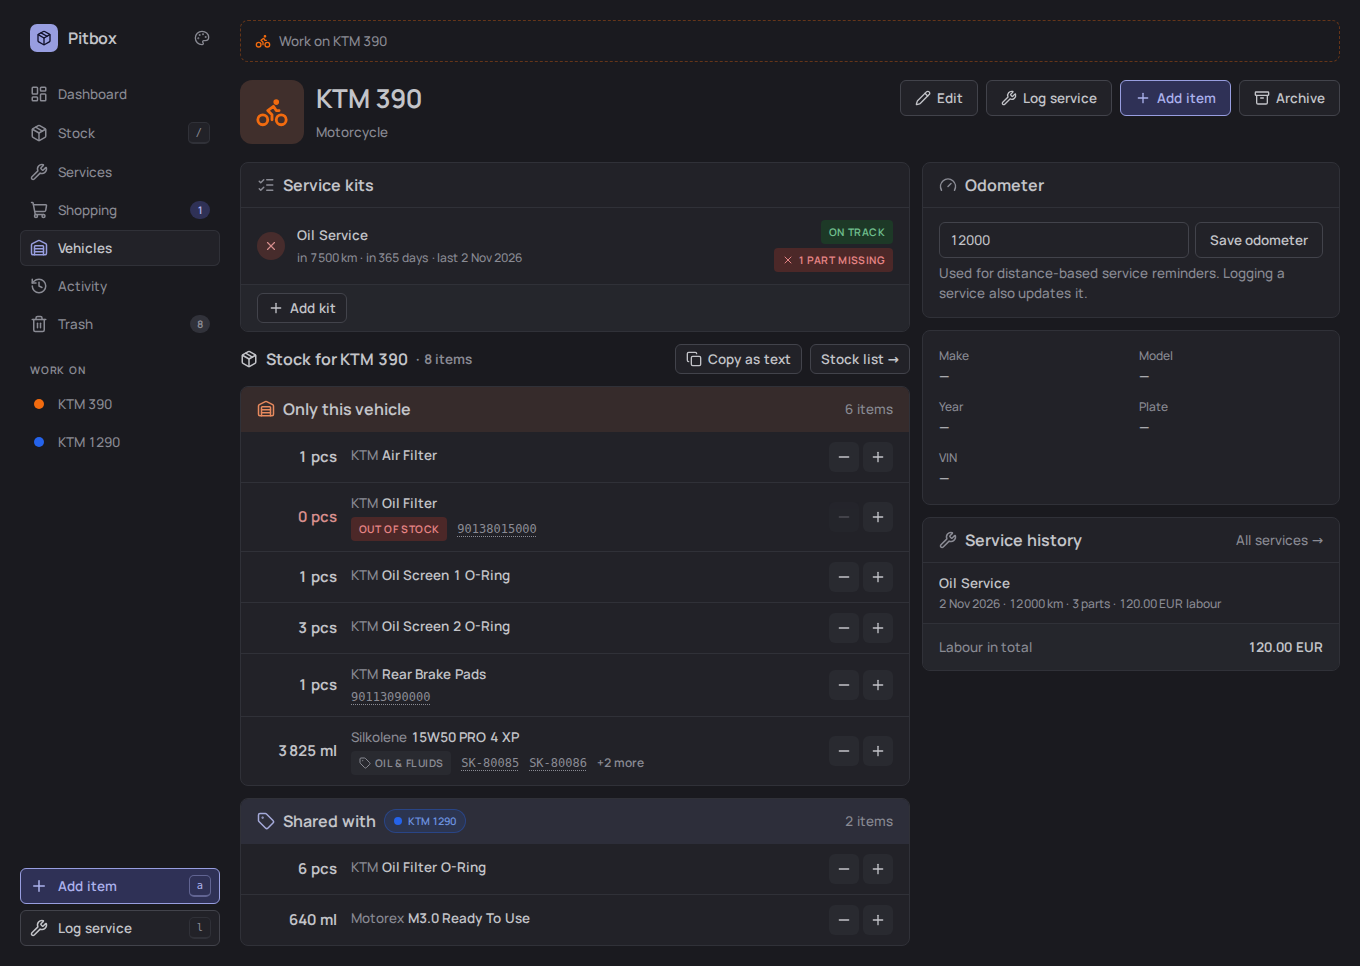 Pitbox
Dashboard
Stock /
Services
Shopping 1
Vehicles
Activity
Trash 8
WORK ON
KTM 390
KTM 1290
Add item a
Log service l
Work on KTM 390
KTM 390
Motorcycle
Edit
Log service
Add item
Archive
Service kits
Oil Service
in 7 500 km · in 365 days · last 2 Nov 2026
ON TRACK
1 PART MISSING
Add kit
Stock for KTM 390 · 8 items
Copy as text
Stock list →
Only this vehicle 6 items
1 pcs KTM Air Filter
0 pcs KTM Oil Filter
OUT OF STOCK 90138015000
1 pcs KTM Oil Screen 1 O-Ring
3 pcs KTM Oil Screen 2 O-Ring
1 pcs KTM Rear Brake Pads
90113090000
3 825 ml Silkolene 15W50 PRO 4 XP
OIL & FLUIDS SK-80085 SK-80086 +2 more
Shared with KTM 1290 2 items
6 pcs KTM Oil Filter O-Ring
640 ml Motorex M3.0 Ready To Use
Odometer
12000
Save odometer
Used for distance-based service reminders. Logging a
service also updates it.
Make Model
— —
Year Plate
— —
VIN
—
Service history All services →
Oil Service
2 Nov 2026 · 12 000 km · 3 parts · 120.00 EUR labour
Labour in total 120.00 EUR